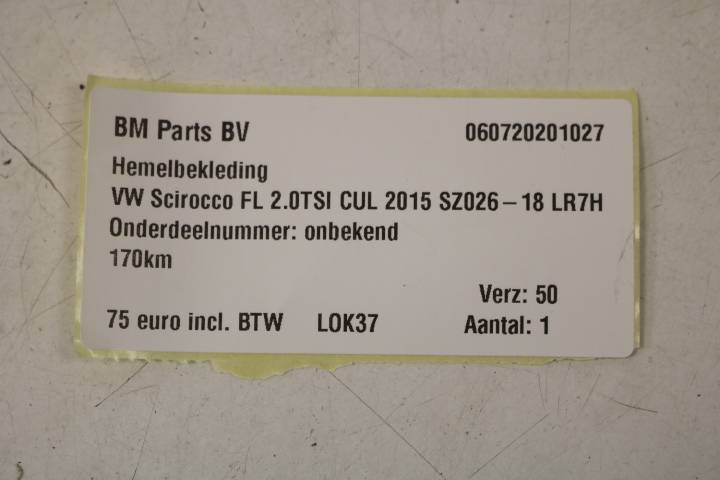 BM Parts BV 060720201027
Hemelbekleding
VW Scirocco FL 2.0TSI CUL 2015 SZ026-18 LR7H
Onderdeelnummer: onbekend
170km
Verz: 50
75 euro incl. BTW LOK37 Aantal: 1